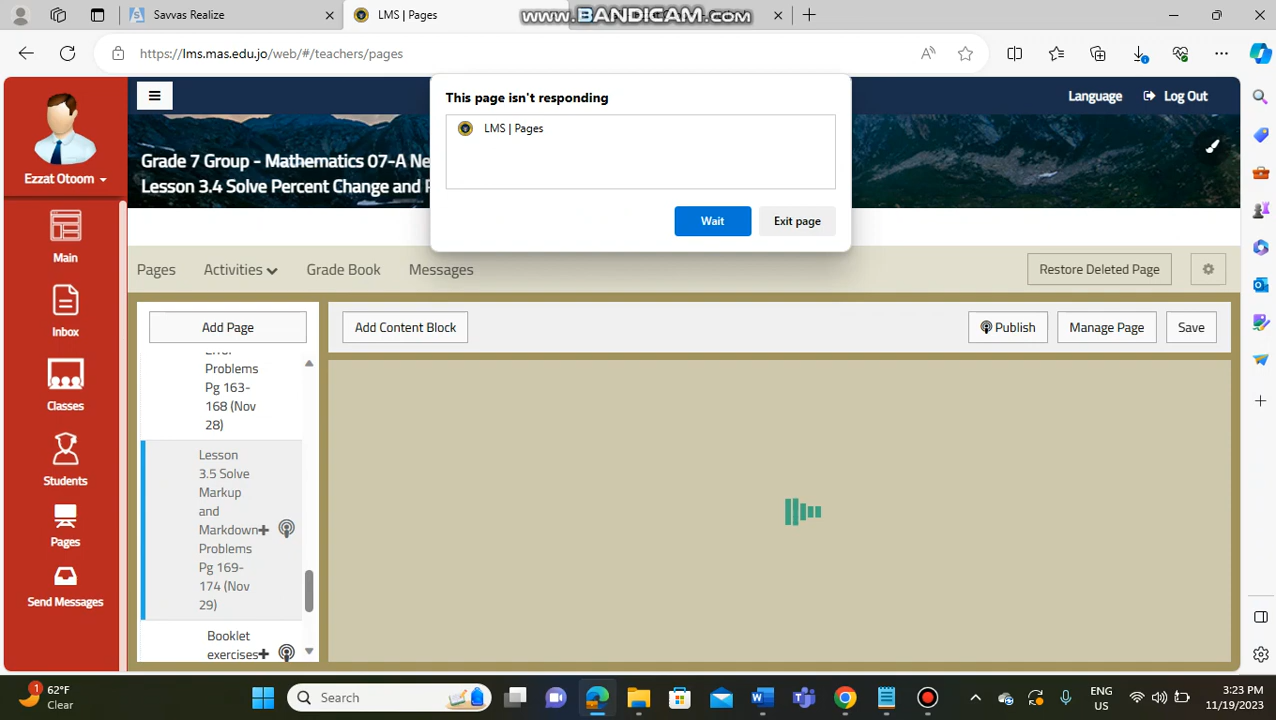 Savvas Realize
LMS | Pages
www.BANDICAM.com
https://lms.mas.edu.jo/web/#/teachers/pages
This page isn't responding
LMS | Pages
Wait
Exit page
Language
Log Out
Grade 7 Group - Mathematics 07-A Ne
Lesson 3.4 Solve Percent Change and
Ezzat Otoom
Main
Inbox
Classes
Students
Pages
Send Messages
Pages
Activities
Grade Book
Messages
Restore Deleted Page
Add Page
Add Content Block
Publish
Manage Page
Save
Error
Problems
Pg 163-
168 (Nov
28)
Lesson
3.5 Solve
Markup
and
Markdown
Problems
Pg 169-
174 (Nov
29)
Booklet
exercises
1
62°F
Clear
Search
ENG
US
3:23 PM
11/19/2023